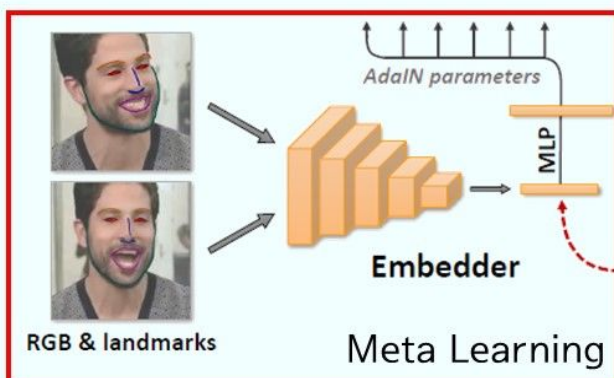 AdaIN parameters
MLP
Embedder
RGB & landmarks
Meta Learning